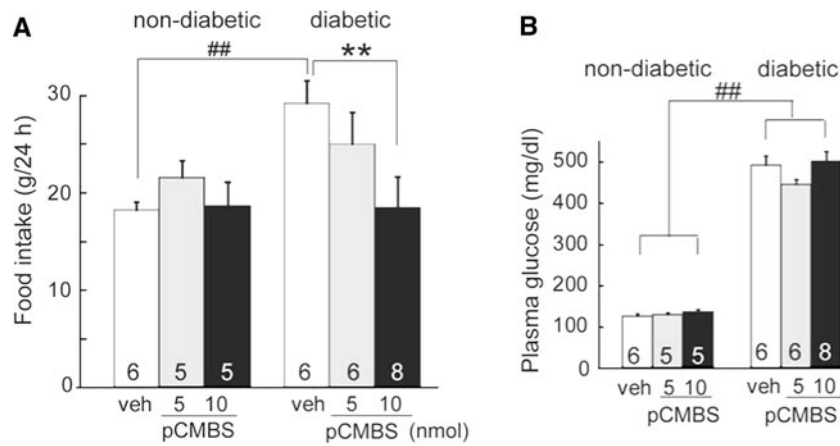 A
non-diabetic diabetic
## **
Food intake (g/24 h)
30
20
10
0
6 5 5 6 6 8
veh 5 10 veh 5 10
pCMBS pCMBS (nmol)
B
non-diabetic diabetic
##
Plasma glucose (mg/dl)
500
400
300
200
100
0
6 5 5 6 6 8
veh 5 10 veh 5 10
pCMBS pCMBS